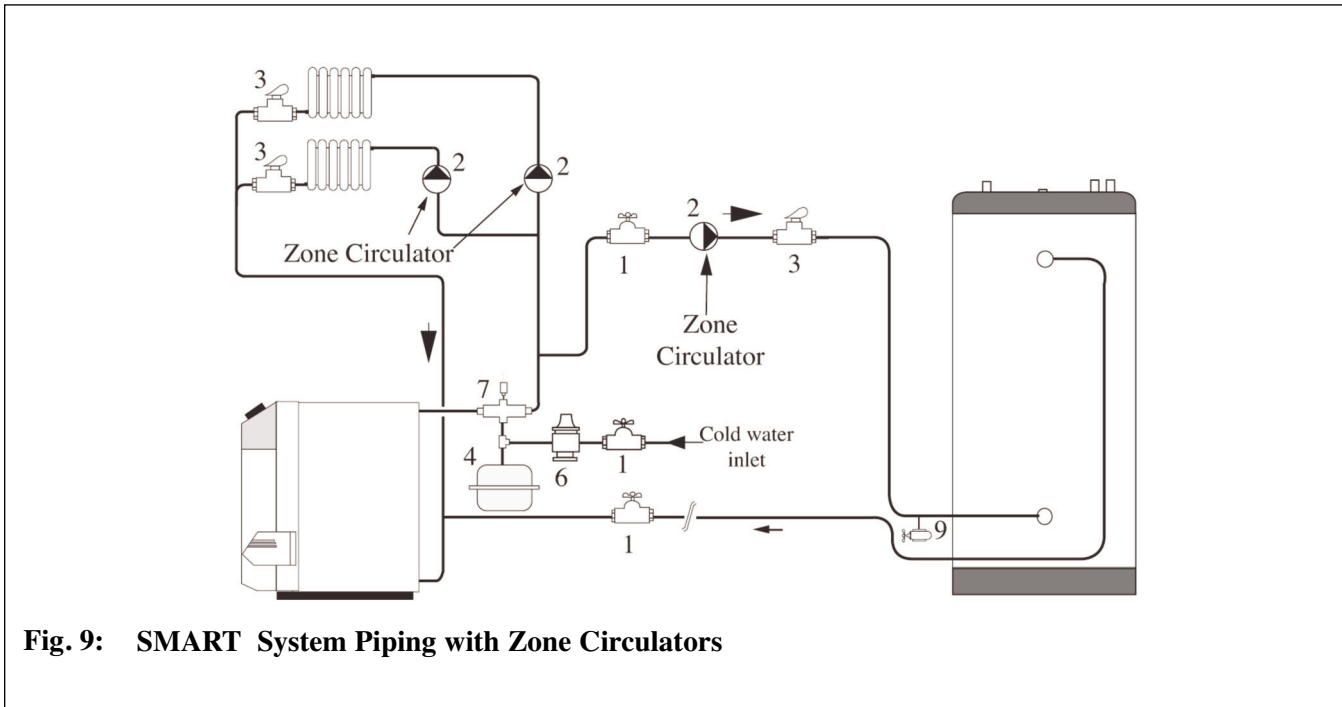 3
3
2
2
Zone Circulator
2
1
3
Zone
Circulator
7
Cold water
inlet
4
6
1
1
9
Fig. 9: SMART System Piping with Zone Circulators